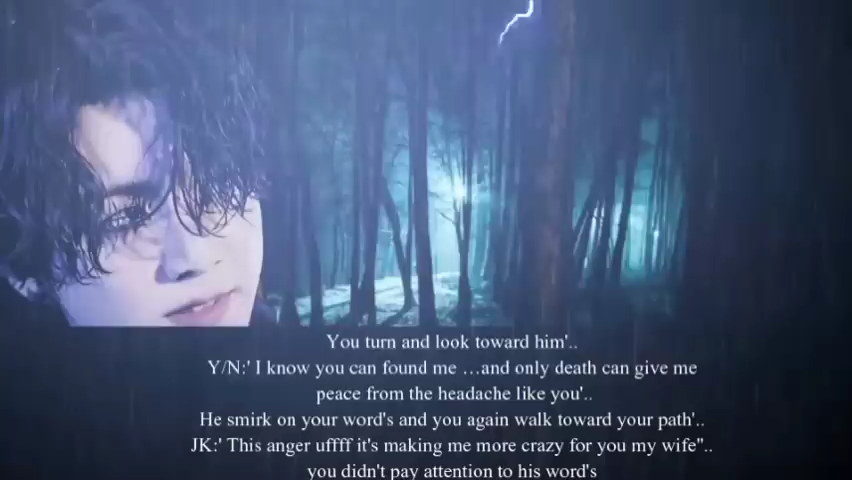 You turn and look toward him'..
Y/N:' I know you can found me …and only death can give me
peace from the headache like you'..
He smirk on your word's and you again walk toward your path'..
JK:' This anger uffff it's making me more crazy for you my wife"..
you didn't pay attention to his word's